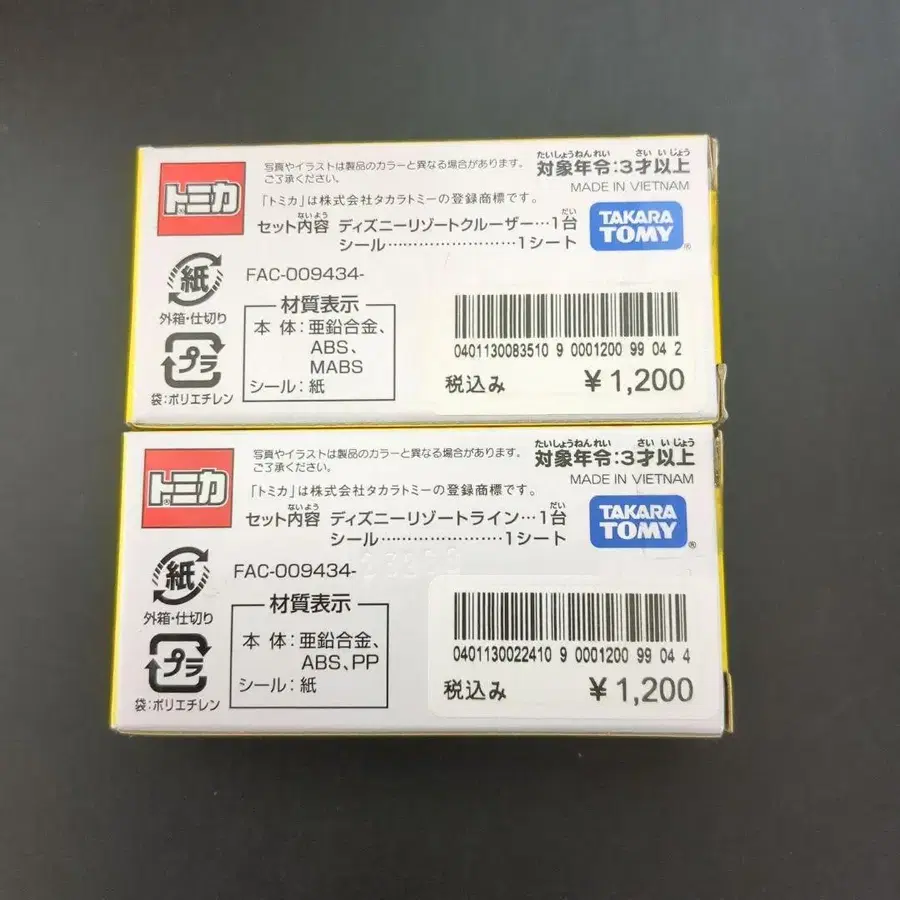 トミカ
写真やイラストは製品のカラーと異なる場合があります。
ご了承ください。
「トミカ」は株式会社タカラトミーの登録商標です。
たいしょうねんれい さいいじょう
対象年令:3才以上
MADE IN VIETNAM
ないよう だい
セット内容 ディズニーリゾートクルーザー…1台
シール……………………1シート
TAKARA
TOMY®
紙
外箱・仕切り
プラ
袋:ポリエチレン
FAC-009434-
材質表示
本体:亜鉛合金、
ABS、
MABS
シール:紙
0401130083510 9 0001200 99 04 2
税込み ¥1,200
トミカ
写真やイラストは製品のカラーと異なる場合があります。
ご了承ください。
「トミカ」は株式会社タカラトミーの登録商標です。
たいしょうねんれい さいいじょう
対象年令:3才以上
MADE IN VIETNAM
ないよう だい
セット内容 ディズニーリゾートライン…1台
シール…………………1シート
TAKARA
TOMY®
紙
外箱・仕切り
プラ
袋:ポリエチレン
FAC-009434-
材質表示
本体:亜鉛合金、
ABS、PP
シール:紙
0401130022410 9 0001200 99 04 4
税込み ¥1,200